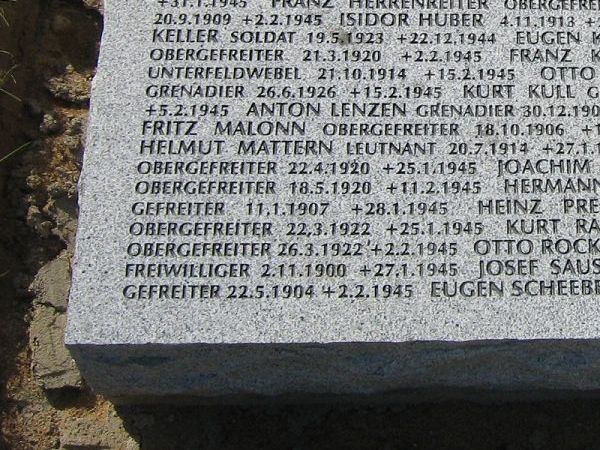 +31.1.1945 FRANZ HERRENREITER OBERGEFREITER
20.9.1909 +2.2.1945 ISIDOR HUBER 4.11.1913
KELLER SOLDAT 19.5.1923 +22.12.1944 EUGEN
OBERGEFREITER 21.3.1920 +2.2.1945 FRANZ
UNTERFELDWEBEL 21.10.1914 +15.2.1945 OTTO
GRENADIER 26.6.1926 +15.2.1945 KURT KULL
+5.2.1945 ANTON LENZEN GRENADIER 30.12.190
FRITZ MALONN OBERGEFREITER 18.10.1906
HELMUT MATTERN LEUTNANT 20.7.1914 +27.1.
OBERGEFREITER 22.4.1920 +25.1.1945 JOACHIM
OBERGEFREITER 18.5.1920 +11.2.1945 HERMANN
GEFREITER 11.1.1907 +28.1.1945 HEINZ PRE
OBERGEFREITER 22.3.1922 +25.1.1945 KURT RA
OBERGEFREITER 26.3.1922 +2.2.1945 OTTO ROCK
FREIWILLIGER 2.11.1900 +27.1.1945 JOSEF SAUS
GEFREITER 22.5.1904 +2.2.1945 EUGEN SCHEEBE